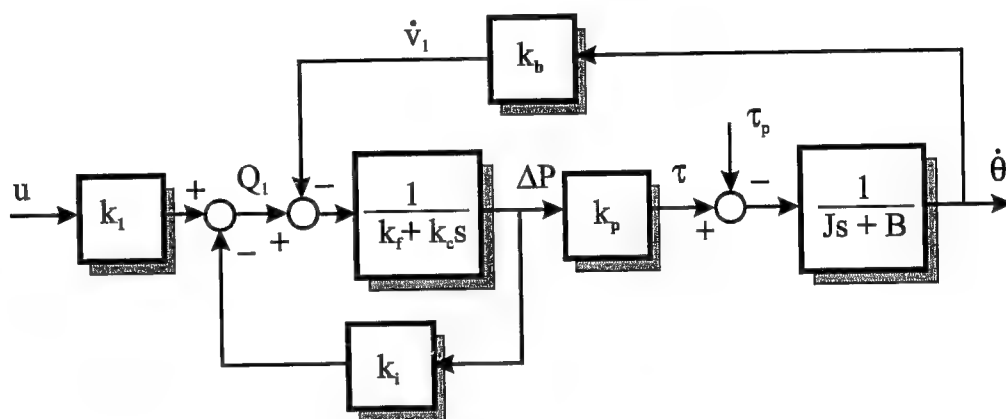 v̇₁
k_b
τ_p
u
k₁
+
Q₁
−
−
+
1
k_f + k_c s
ΔP
k_p
τ
−
+
1
Js + B
θ̇
k_i